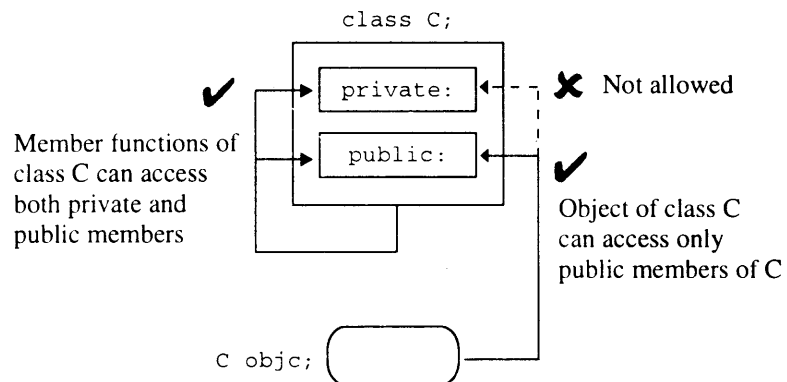 class C;
private:
Not allowed
Member functions of
class C can access
both private and
public members
public:
Object of class C
can access only
public members of C
C objc;